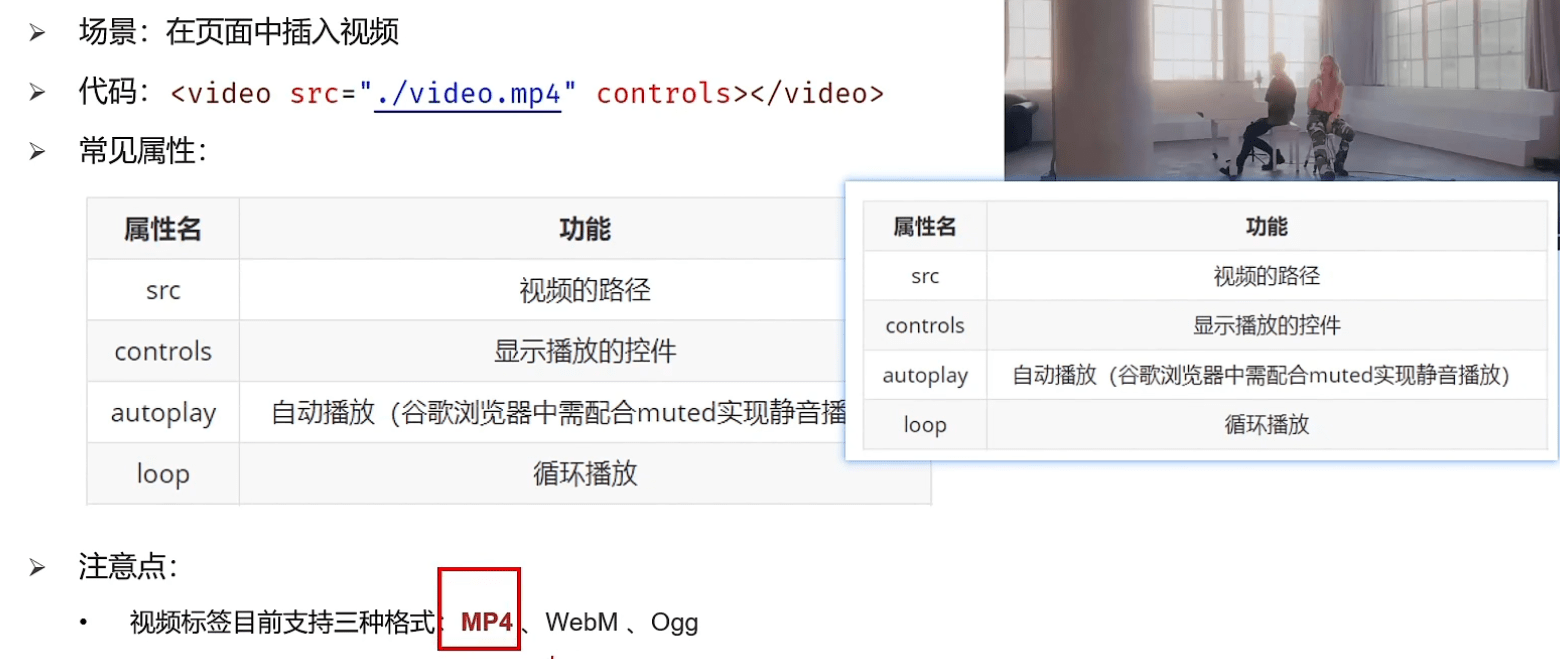 场景：在页面中插入视频
代码：<video src="./video.mp4" controls></video>
常见属性：
属性名 功能
src 视频的路径
controls 显示播放的控件
autoplay 自动播放（谷歌浏览器中需配合muted实现静音播
loop 循环播放
属性名 功能
src 视频的路径
controls 显示播放的控件
autoplay 自动播放（谷歌浏览器中需配合muted实现静音播放）
loop 循环播放
注意点：
• 视频标签目前支持三种格式：MP4、WebM 、Ogg